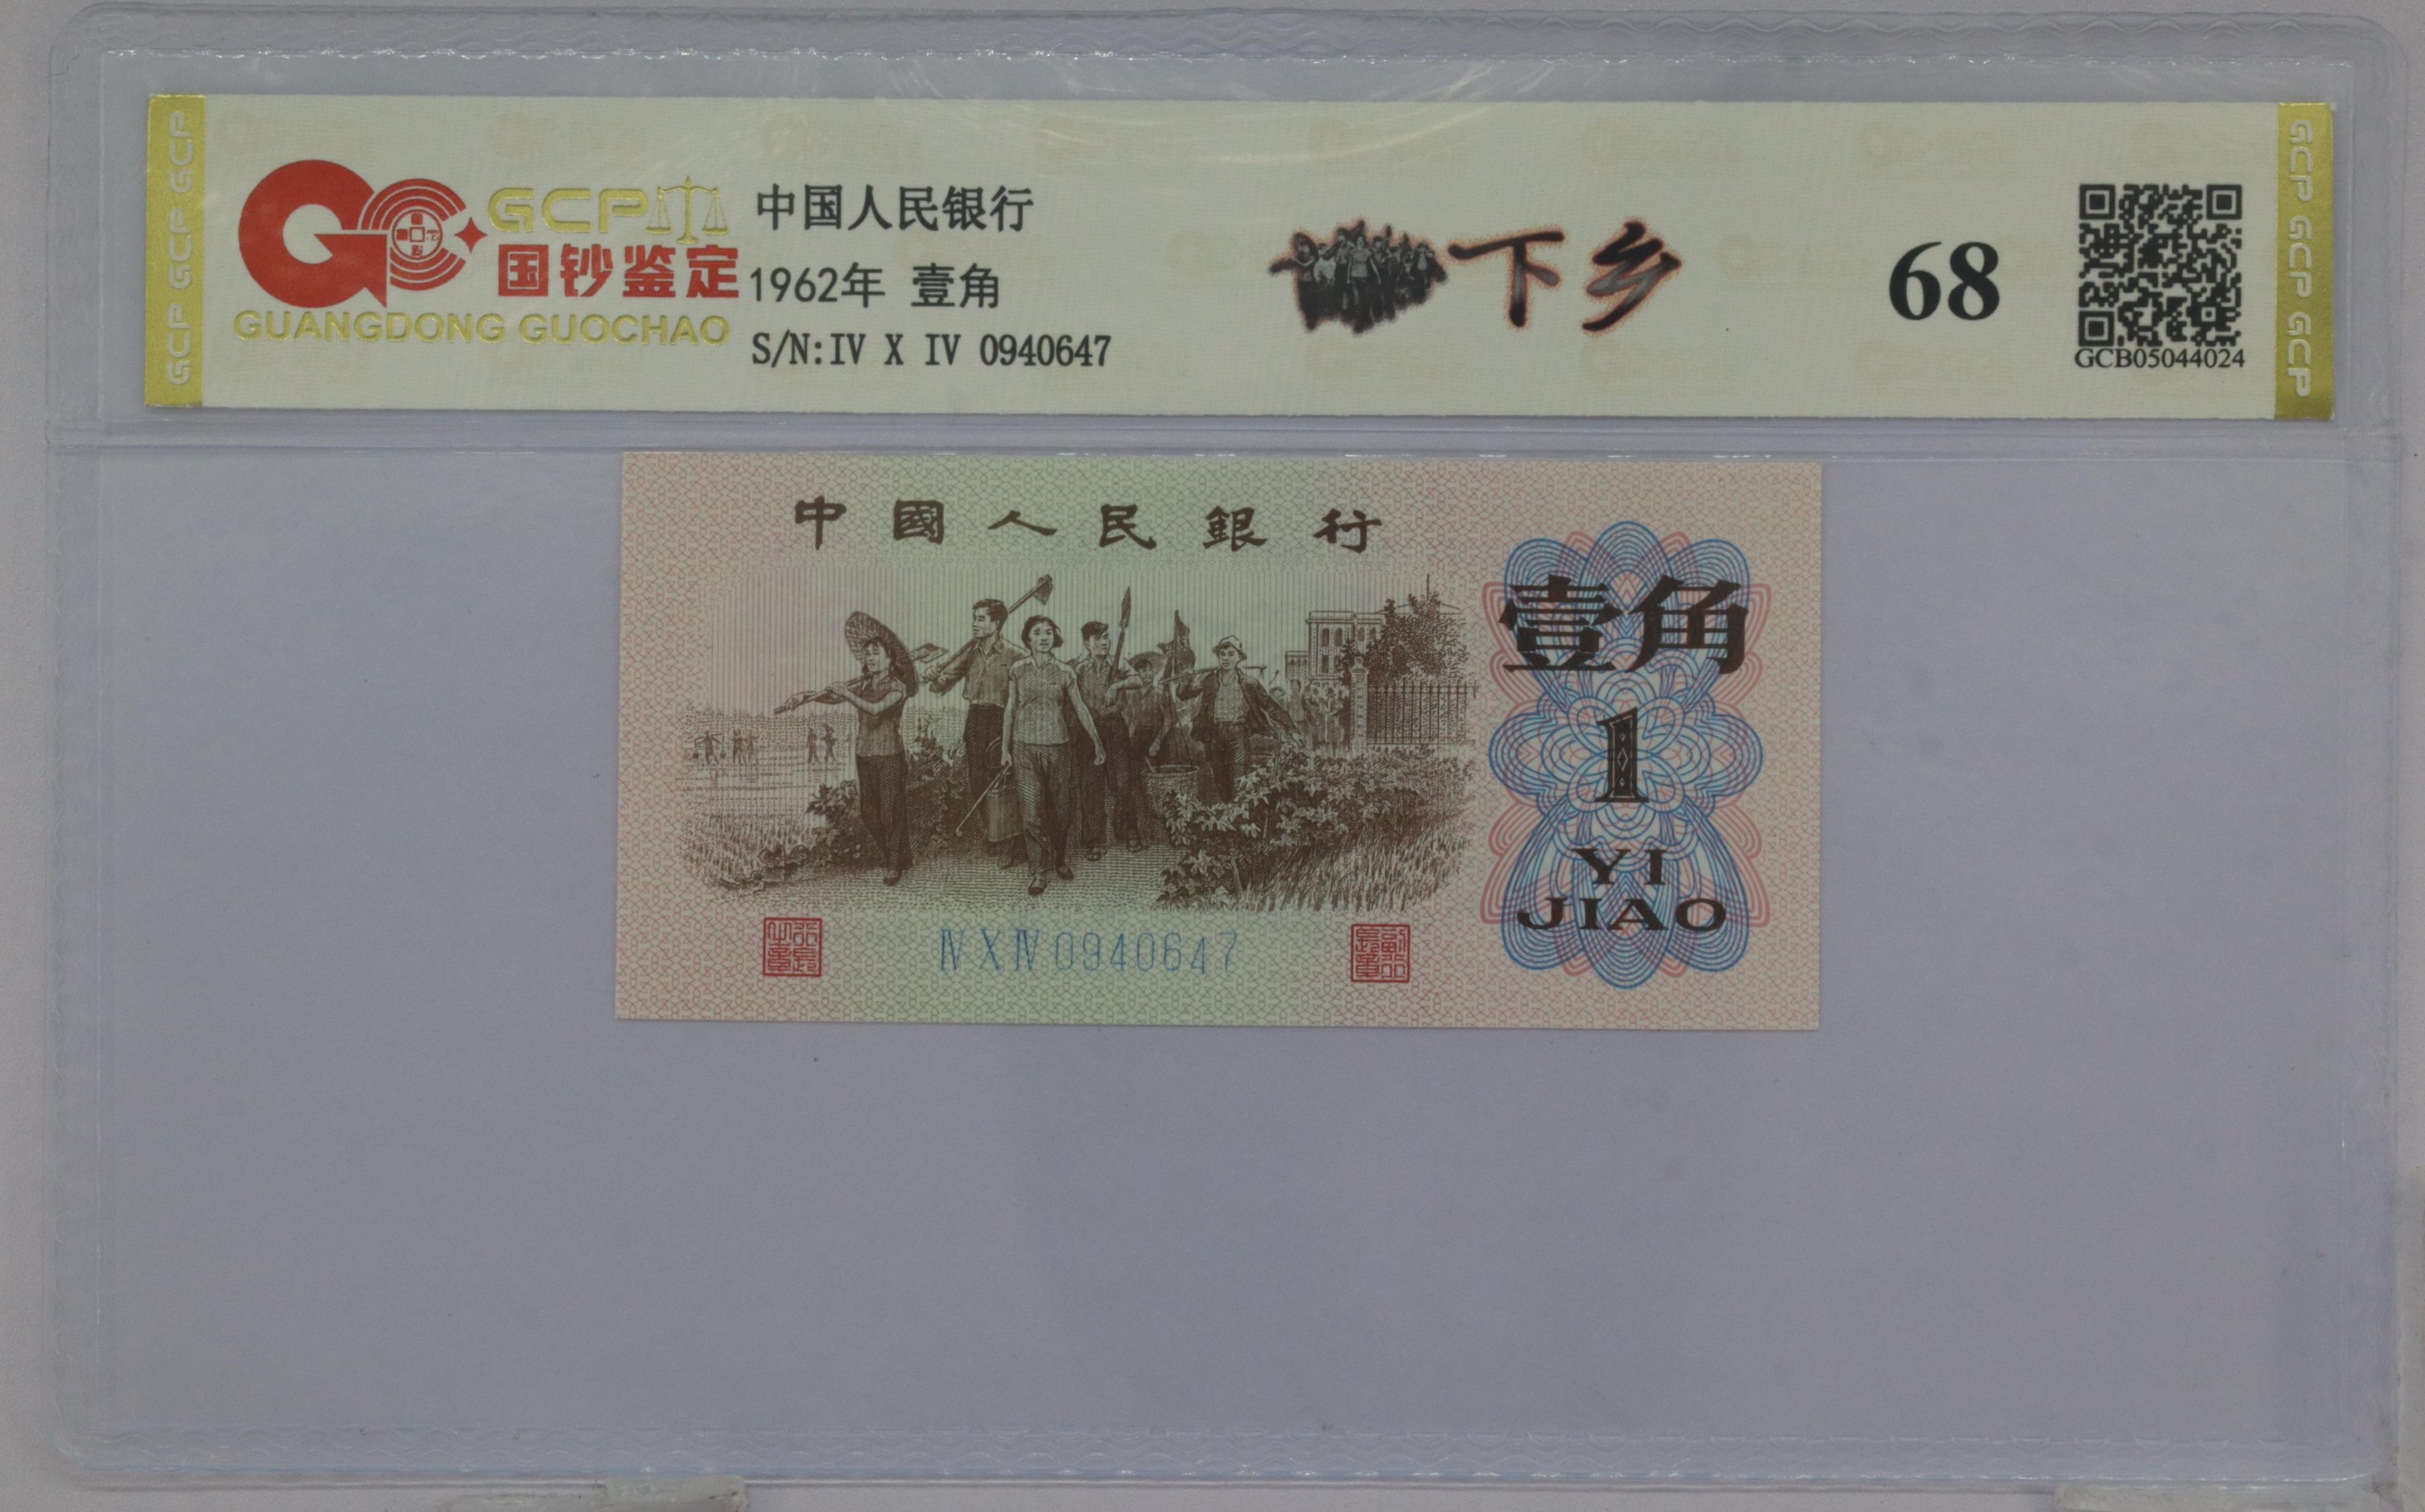 GCP GCP GCP
GCP
国钞鉴定
GUANGDONG GUOCHAO
中国人民银行
1962年 壹角
S/N:IV X IV 0940647
下乡
68
GCB05044024
GCP GCP GCP
中國人民銀行
壹角
1
YI
JIAO
IV X IV 0940647